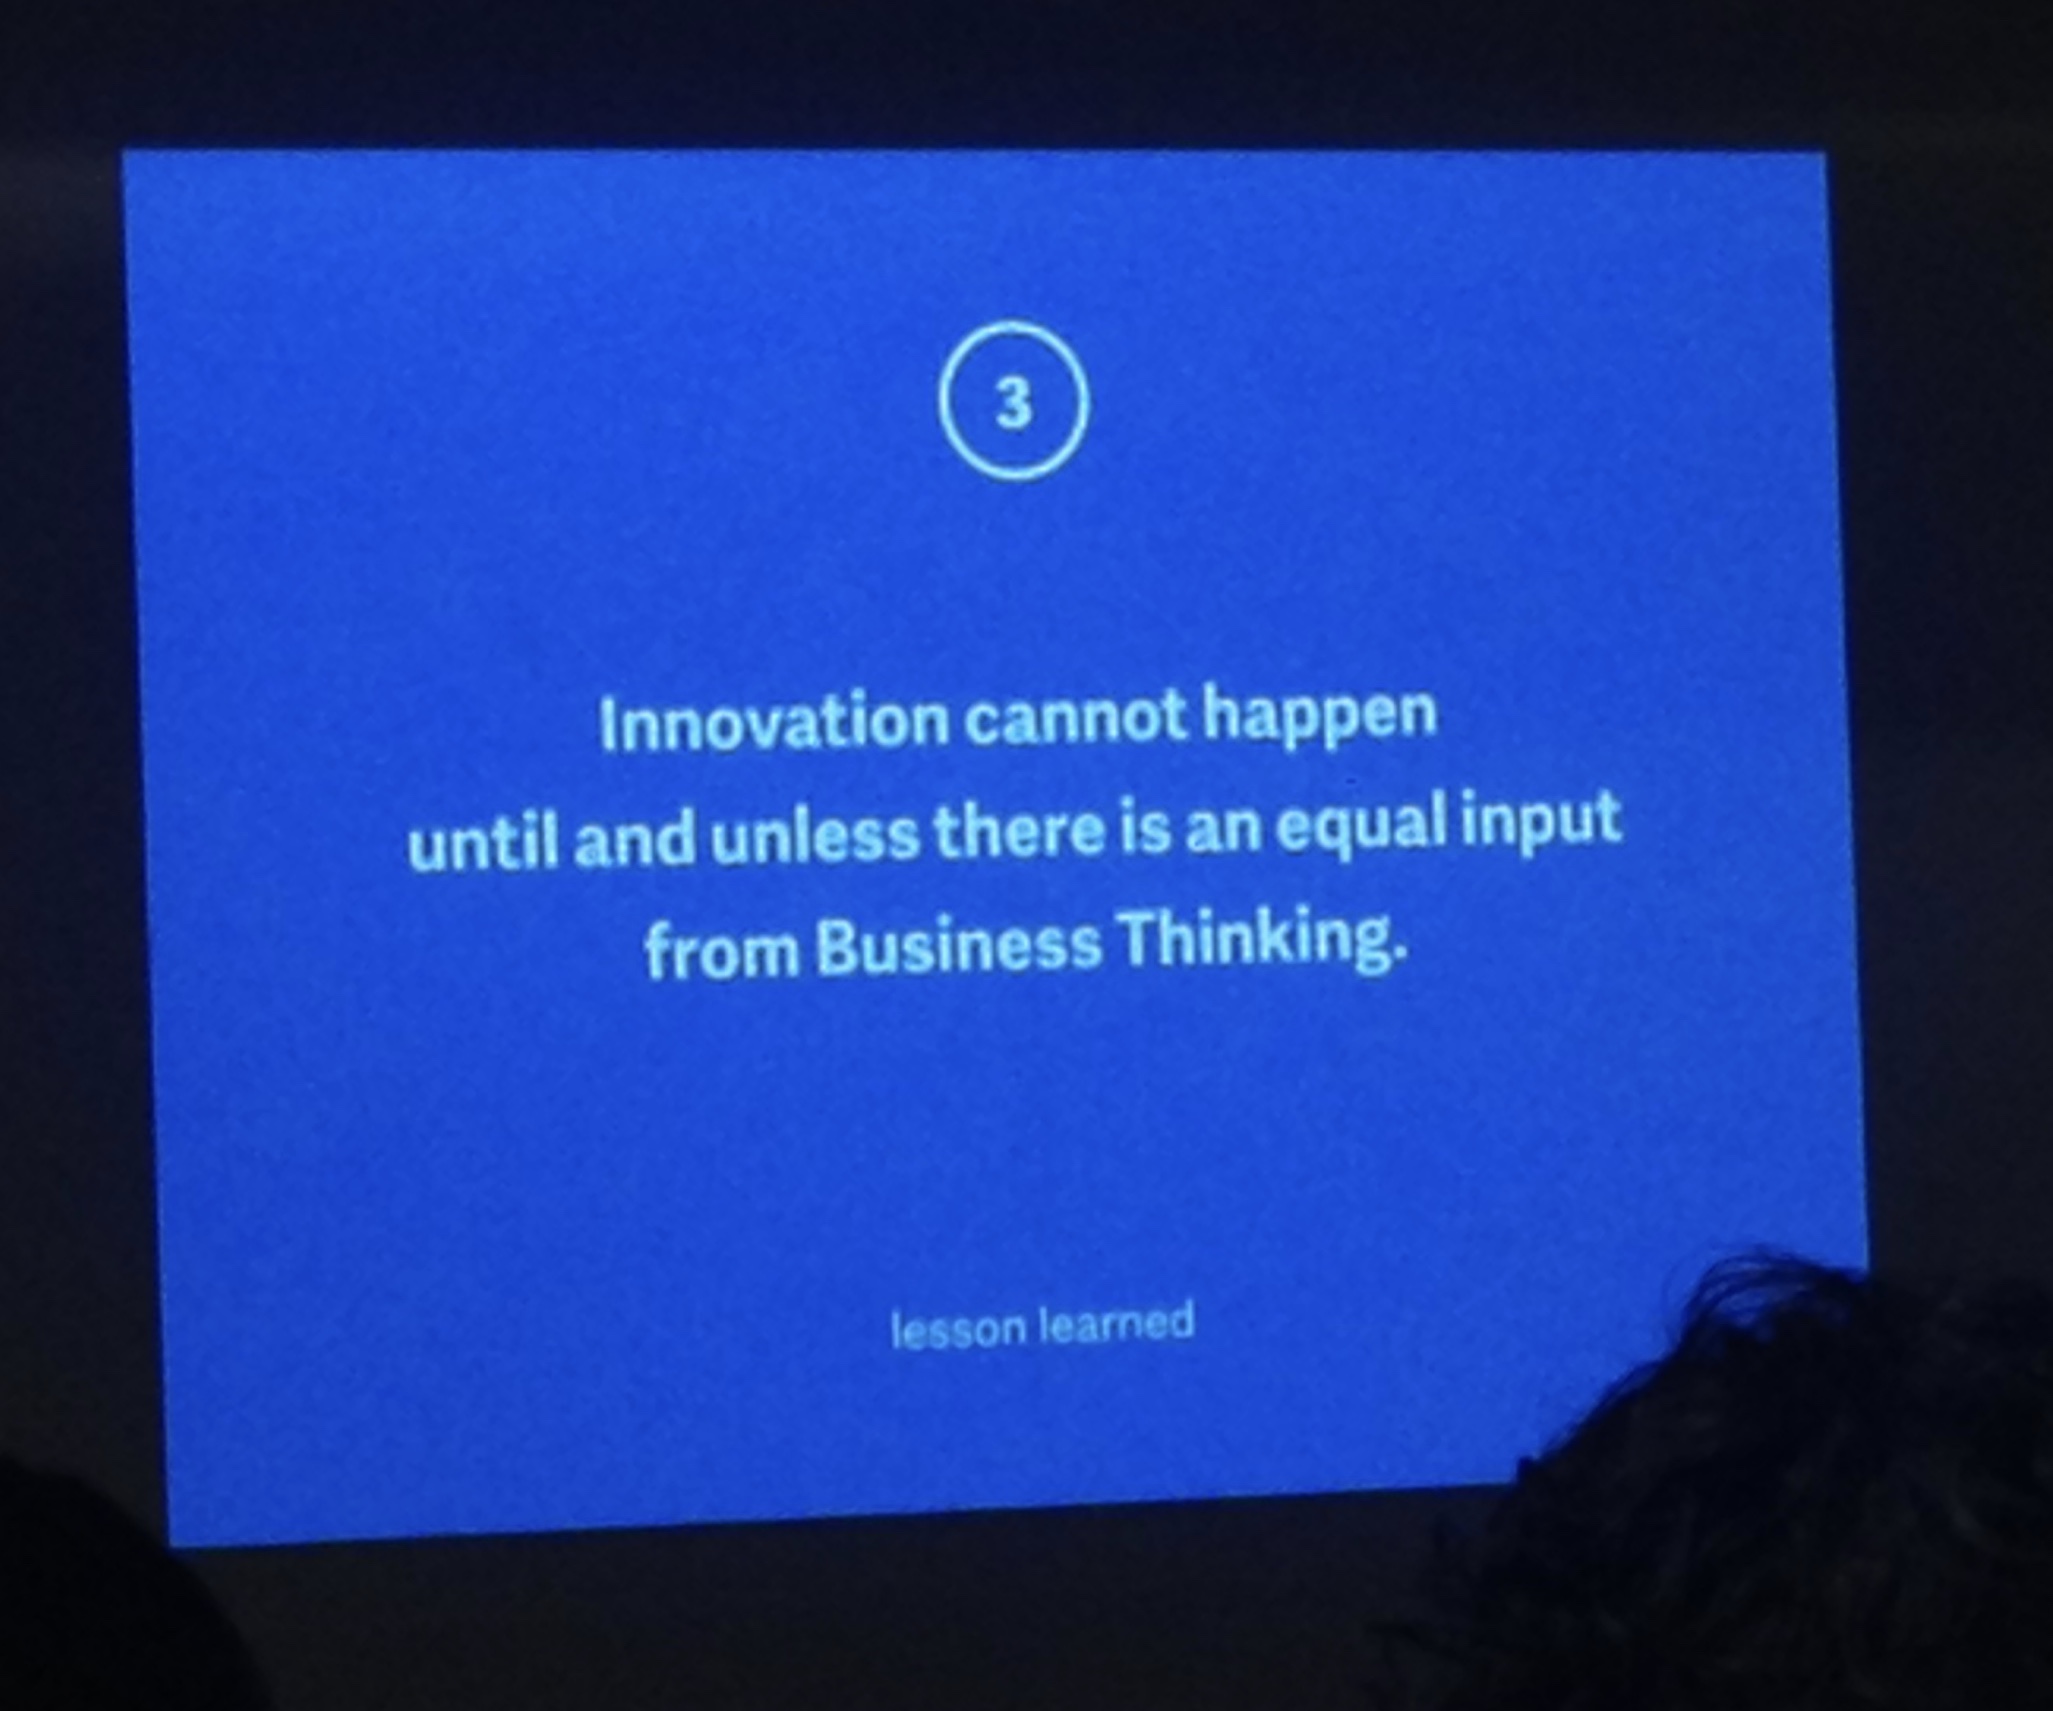 3
Innovation cannot happen
until and unless there is an equal input
from Business Thinking.
lesson learned